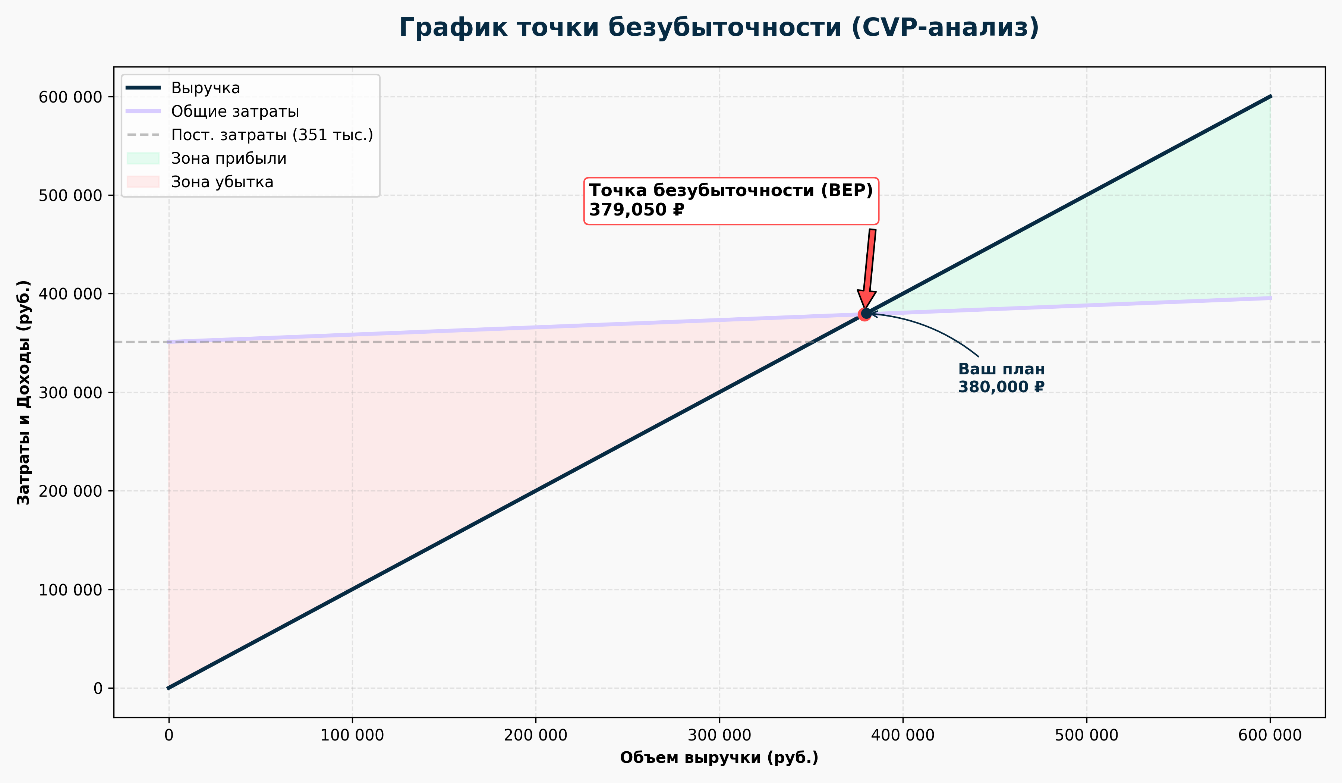 График точки безубыточности (CVP-анализ)
Выручка
Общие затраты
Пост. затраты (351 тыс.)
Зона прибыли
Зона убытка
Точка безубыточности (BEP)
379,050 ₽
Ваш план
380,000 ₽
Затраты и Доходы (руб.)
600 000
500 000
400 000
300 000
200 000
100 000
0
0
100 000
200 000
300 000
400 000
500 000
600 000
Объем выручки (руб.)